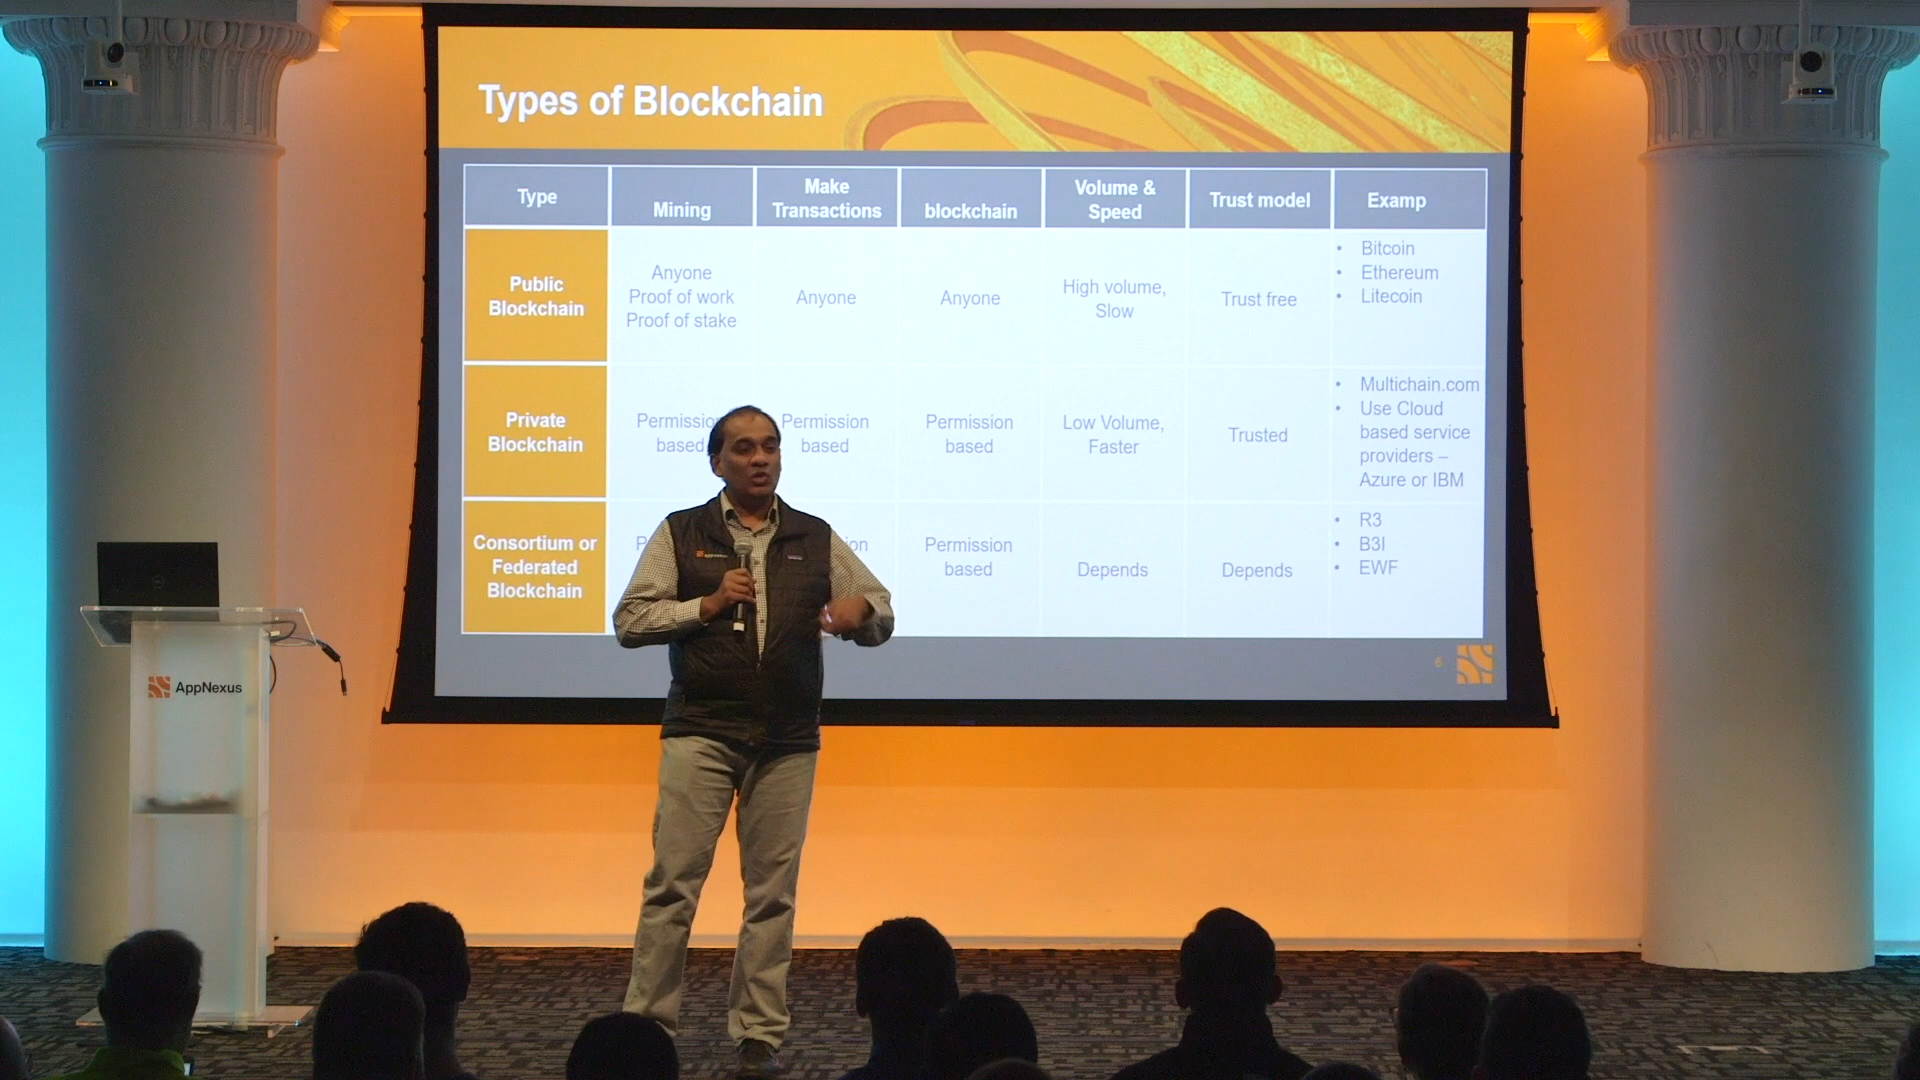 Types of Blockchain
Type
Mining
Make
Transactions
blockchain
Volume &
Speed
Trust model
Examp
Public
Blockchain
Anyone
Proof of work
Proof of stake
Anyone
Anyone
High volume,
Slow
Trust free
• Bitcoin
• Ethereum
• Litecoin
Private
Blockchain
Permissio
based
Permission
based
Permission
based
Low Volume,
Faster
Trusted
• Multichain.com
• Use Cloud
based service
providers –
Azure or IBM
Consortium or
Federated
Blockchain
P
on
Permission
based
Depends
Depends
• R3
• B3I
• EWF
6
AppNexus